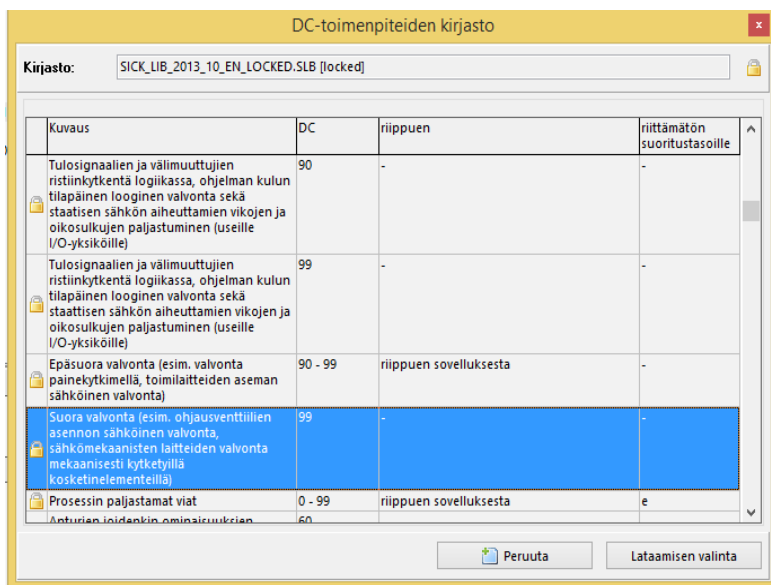 DC-toimenpiteiden kirjasto
x
Kirjasto: SICK_LIB_2013_10_EN_LOCKED.SLB [locked]
Kuvaus DC riippuen riittämätön
suoritustasoille
Tulosignaalien ja välimuuttujien 90 - -
ristiinkytkentä logiikassa, ohjelman kulun
tilapäinen looginen valvonta sekä
staatisen sähkön aiheuttamien vikojen ja
oikosulkujen paljastuminen (useille
I/O-yksiköille)
Tulosignaalien ja välimuuttujien 99 - -
ristiinkytkentä logiikassa, ohjelman kulun
tilapäinen looginen valvonta sekä
staattisen sähkön aiheuttamien vikojen ja
oikosulkujen paljastuminen (useille
I/O-yksiköille)
Epäsuora valvonta (esim. valvonta 90 - 99 riippuen sovelluksesta -
painekytkimellä, toimilaitteiden aseman
sähköinen valvonta)
Suora valvonta (esim. ohjausventtiilien 99 - -
asennon sähköinen valvonta,
sähkömekaanisten laitteiden valvonta
mekaanisesti kytketyillä
kosketinelementeillä)
Prosessin paljastamat viat 0 - 99 riippuen sovelluksesta e
Anturien joidenkin ominaisuuksien 60
Peruuta Lataamisen valinta